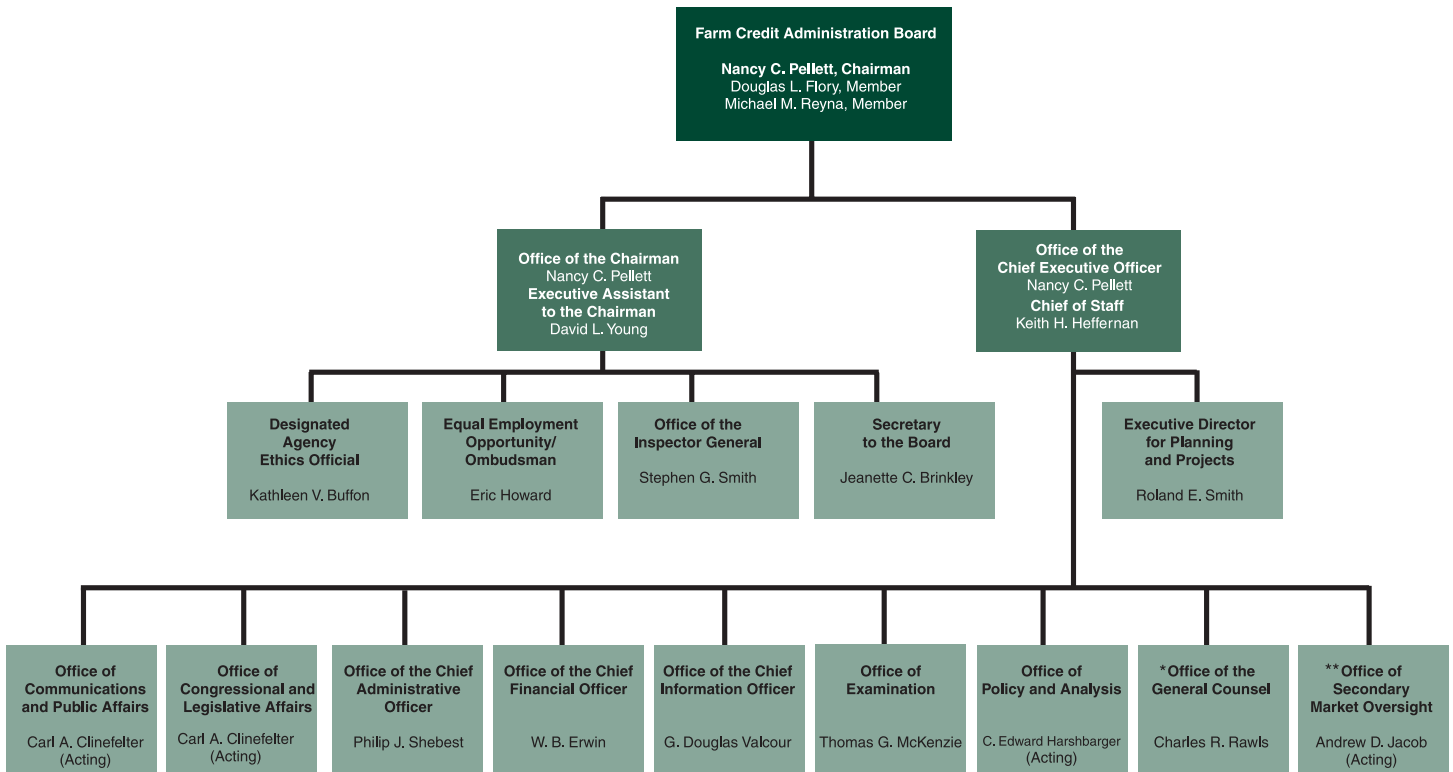 Farm Credit Administration Board
Nancy C. Pellett, Chairman
Douglas L. Flory, Member
Michael M. Reyna, Member
Office of the Chairman
Nancy C. Pellett
Executive Assistant
to the Chairman
David L. Young
Office of the
Chief Executive Officer
Nancy C. Pellett
Chief of Staff
Keith H. Heffernan
Designated
Agency
Ethics Official
Kathleen V. Buffon
Equal Employment
Opportunity/
Ombudsman
Eric Howard
Office of the
Inspector General
Stephen G. Smith
Secretary
to the Board
Jeanette C. Brinkley
Executive Director
for Planning
and Projects
Roland E. Smith
Office of
Communications
and Public Affairs
Carl A. Clinefelter
(Acting)
Office of
Congressional and
Legislative Affairs
Carl A. Clinefelter
(Acting)
Office of the Chief
Administrative
Officer
Philip J. Shebest
Office of the Chief
Financial Officer
W. B. Erwin
Office of the Chief
Information Officer
G. Douglas Valcour
Office of
Examination
Thomas G. McKenzie
Office of
Policy and Analysis
C. Edward Harshbarger
(Acting)
*Office of the
General Counsel
Charles R. Rawls
**Office of
Secondary
Market Oversight
Andrew D. Jacob
(Acting)